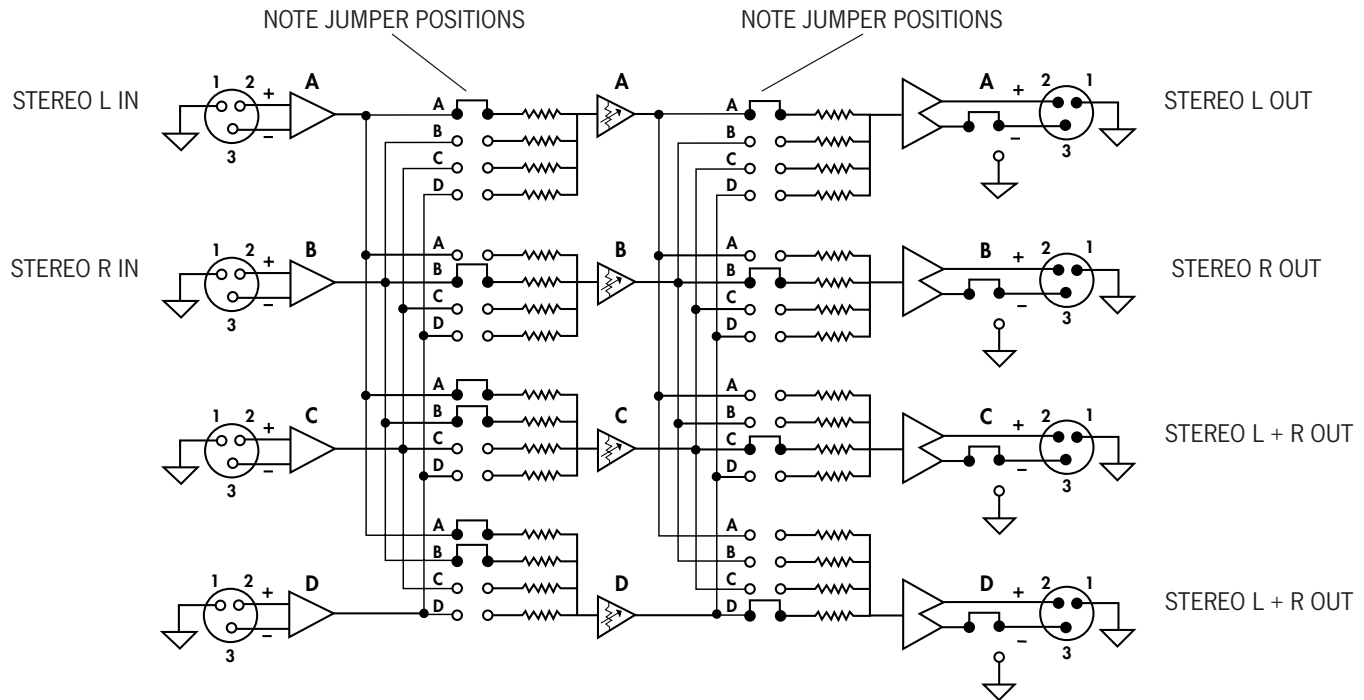 NOTE JUMPER POSITIONS NOTE JUMPER POSITIONS
STEREO L IN
1 2 + − 3
A
A
B
C
D
A
A
B
C
D
A
+ − 2 1 3
STEREO L OUT
STEREO R IN
1 2 + − 3
B
A
B
C
D
B
A
B
C
D
B
+ − 2 1 3
STEREO R OUT
1 2 + − 3
C
A
B
C
D
C
A
B
C
D
C
+ − 2 1 3
STEREO L + R OUT
1 2 + − 3
D
A
B
C
D
D
A
B
C
D
D
+ − 2 1 3
STEREO L + R OUT